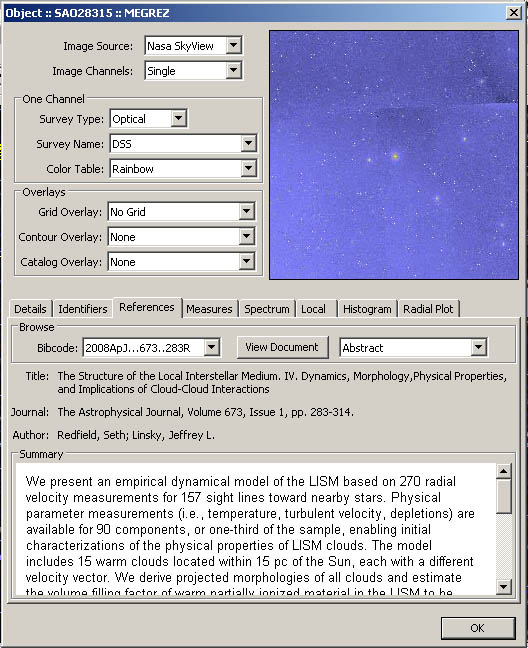 Object :: SAO28315 :: MEGREZ
Image Source: Nasa SkyView
Image Channels: Single
One Channel
Survey Type: Optical
Survey Name: DSS
Color Table: Rainbow
Overlays
Grid Overlay: No Grid
Contour Overlay: None
Catalog Overlay: None
Details Identifiers References Measures Spectrum Local Histogram Radial Plot
Browse
Bibcode: 2008ApJ...673..283R View Document Abstract
Title: The Structure of the Local Interstellar Medium. IV. Dynamics, Morphology,Physical Properties,
and Implications of Cloud-Cloud Interactions
Journal: The Astrophysical Journal, Volume 673, Issue 1, pp. 283-314.
Author: Redfield, Seth; Linsky, Jeffrey L.
Summary
We present an empirical dynamical model of the LISM based on 270 radial
velocity measurements for 157 sight lines toward nearby stars. Physical
parameter measurements (i.e., temperature, turbulent velocity, depletions) are
available for 90 components, or one-third of the sample, enabling initial
characterizations of the physical properties of LISM clouds. The model
includes 15 warm clouds located within 15 pc of the Sun, each with a different
velocity vector. We derive projected morphologies of all clouds and estimate
the volume filling factor of warm partially ionized material in the LISM to be
OK